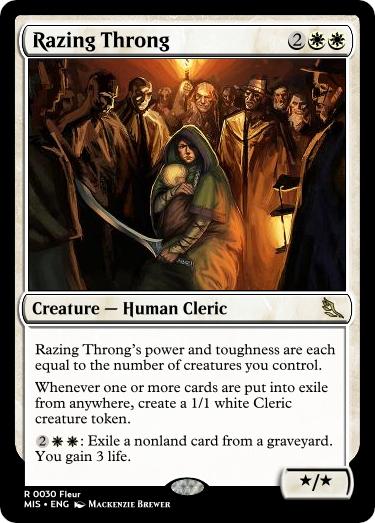 Razing Throng 2
Creature — Human Cleric
Razing Throng's power and toughness are each
equal to the number of creatures you control.
Whenever one or more cards are put into exile
from anywhere, create a 1/1 white Cleric
creature token.
2: Exile a nonland card from a graveyard.
You gain 3 life.
*/*
R 0030 Fleur
MIS • ENG Mackenzie Brewer